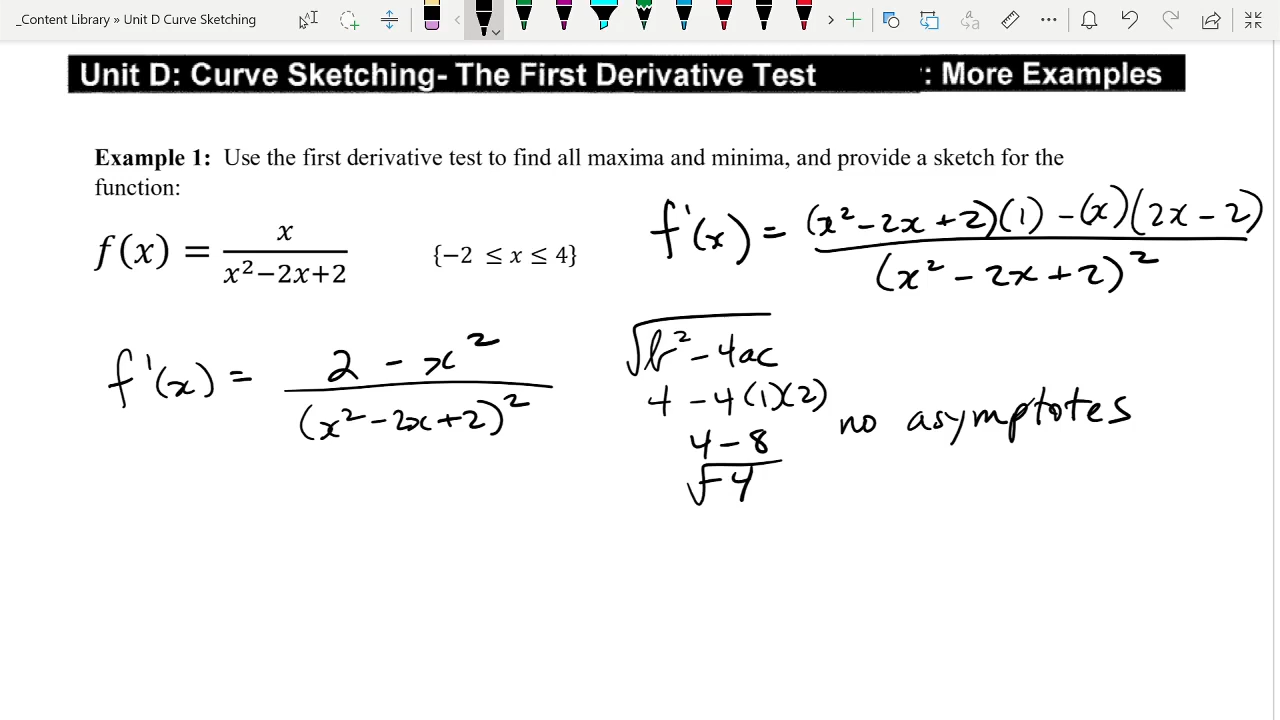 _Content Library » Unit D Curve Sketching
Unit D: Curve Sketching- The First Derivative Test : More Examples
Example 1: Use the first derivative test to find all maxima and minima, and provide a sketch for the
function:
f(x) = x / (x²−2x+2) {−2 ≤ x ≤ 4}
f'(x) = (x² − 2x + 2)(1) − (x)(2x − 2) / (x² − 2x + 2)²
f'(x) = 2 − x² / (x² − 2x + 2)²
√b² − 4ac
4 − 4(1)(2)
4 − 8
√−4
no asymptotes